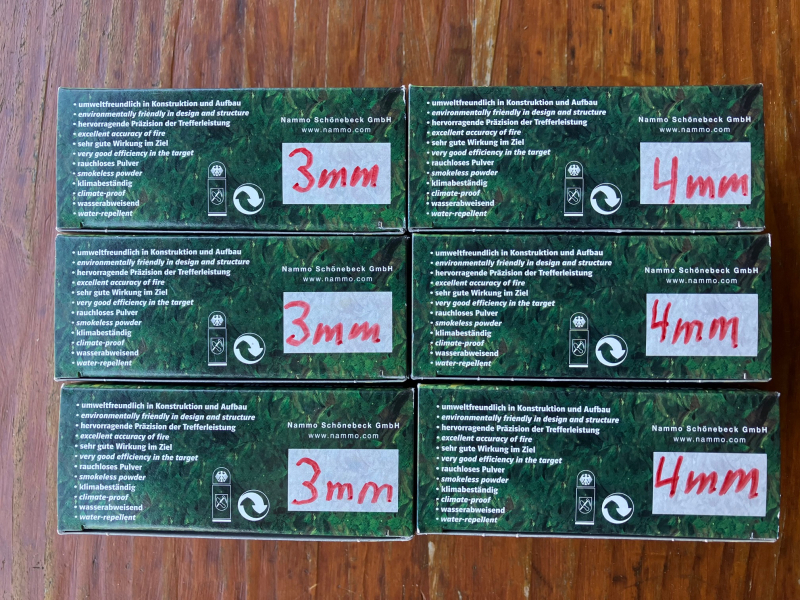 • umweltfreundlich in Konstruktion und Aufbau
• environmentally friendly in design and structure
• hervorragende Präzision der Trefferleistung
• excellent accuracy of fire
• sehr gute Wirkung im Ziel
• very good efficiency in the target
• rauchloses Pulver
• smokeless powder
• klimabeständig
• climate-proof
• wasserabweisend
• water-repellent
Nammo Schönebeck GmbH
www.nammo.com
3mm
• umweltfreundlich in Konstruktion und Aufbau
• environmentally friendly in design and structure
• hervorragende Präzision der Trefferleistung
• excellent accuracy of fire
• sehr gute Wirkung im Ziel
• very good efficiency in the target
• rauchloses Pulver
• smokeless powder
• klimabeständig
• climate-proof
• wasserabweisend
• water-repellent
Nammo Schönebeck GmbH
www.nammo.com
4mm
• umweltfreundlich in Konstruktion und Aufbau
• environmentally friendly in design and structure
• hervorragende Präzision der Trefferleistung
• excellent accuracy of fire
• sehr gute Wirkung im Ziel
• very good efficiency in the target
• rauchloses Pulver
• smokeless powder
• klimabeständig
• climate-proof
• wasserabweisend
• water-repellent
Nammo Schönebeck GmbH
www.nammo.com
3mm
• umweltfreundlich in Konstruktion und Aufbau
• environmentally friendly in design and structure
• hervorragende Präzision der Trefferleistung
• excellent accuracy of fire
• sehr gute Wirkung im Ziel
• very good efficiency in the target
• rauchloses Pulver
• smokeless powder
• klimabeständig
• climate-proof
• wasserabweisend
• water-repellent
Nammo Schönebeck GmbH
www.nammo.com
4mm
• umweltfreundlich in Konstruktion und Aufbau
• environmentally friendly in design and structure
• hervorragende Präzision der Trefferleistung
• excellent accuracy of fire
• sehr gute Wirkung im Ziel
• very good efficiency in the target
• rauchloses Pulver
• smokeless powder
• klimabeständig
• climate-proof
• wasserabweisend
• water-repellent
Nammo Schönebeck GmbH
www.nammo.com
3mm
• umweltfreundlich in Konstruktion und Aufbau
• environmentally friendly in design and structure
• hervorragende Präzision der Trefferleistung
• excellent accuracy of fire
• sehr gute Wirkung im Ziel
• very good efficiency in the target
• rauchloses Pulver
• smokeless powder
• klimabeständig
• climate-proof
• wasserabweisend
• water-repellent
Nammo Schönebeck GmbH
www.nammo.com
4mm